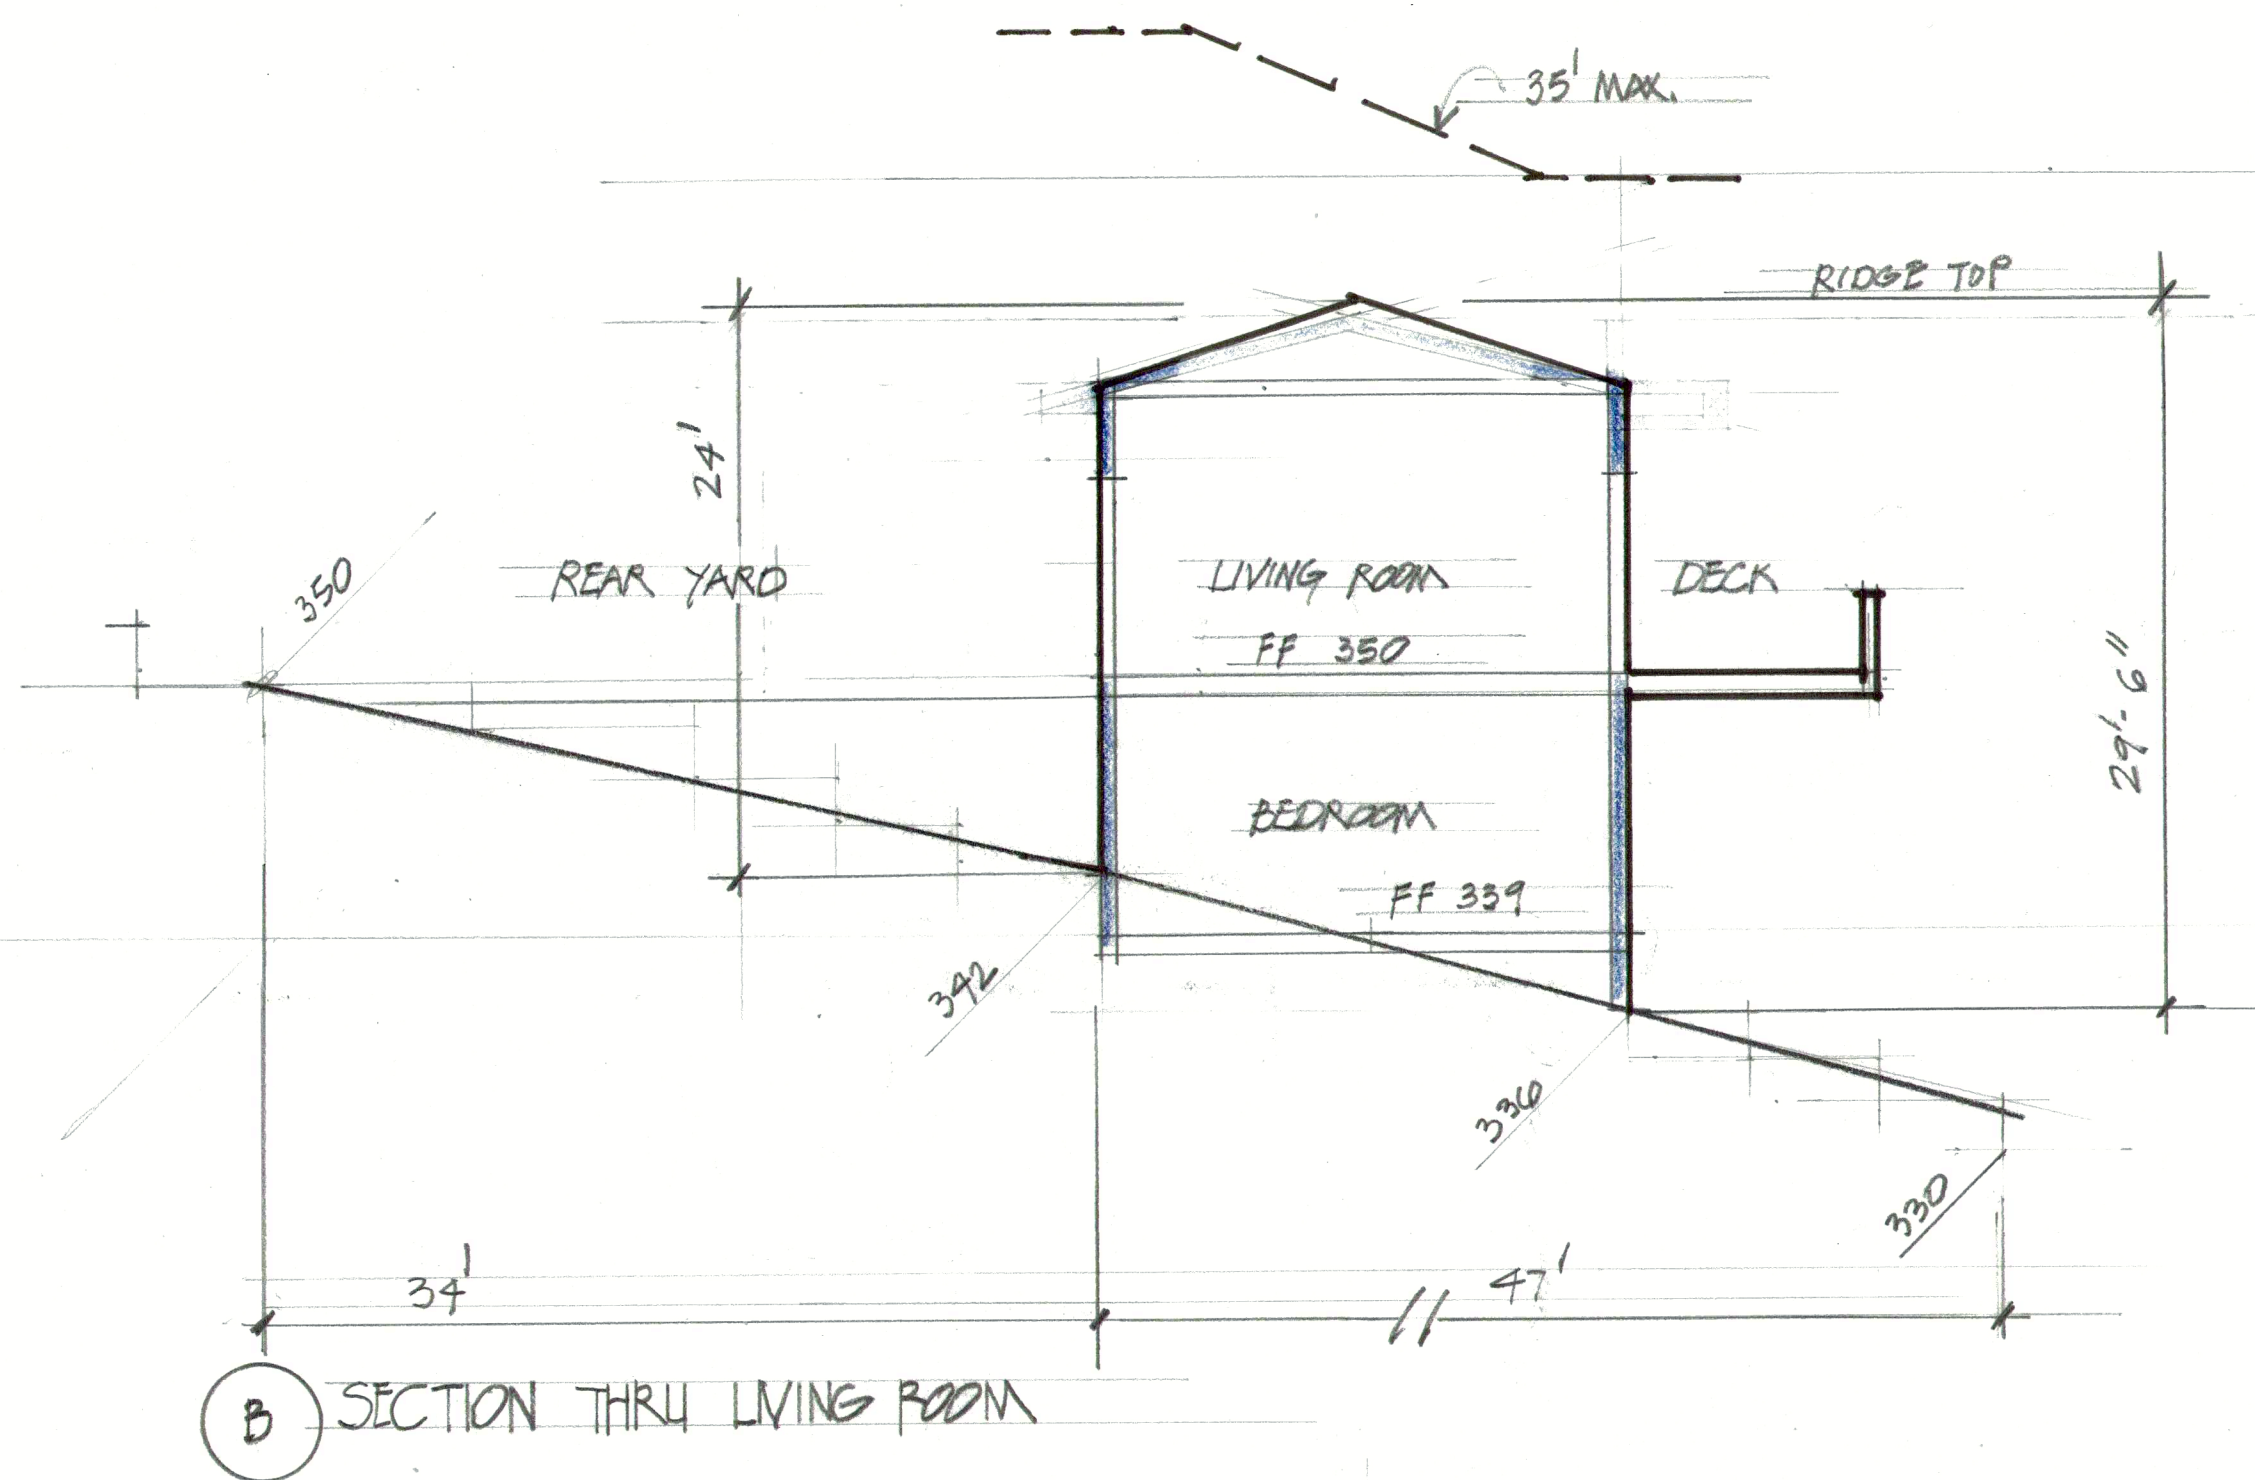 35' MAX.
RIDGE TOP
24'
350
REAR YARD
LIVING ROOM
DECK
FF 350
29'-6"
BEDROOM
FF 339
342
336
330
34'
47'
B
SECTION THRU LIVING ROOM